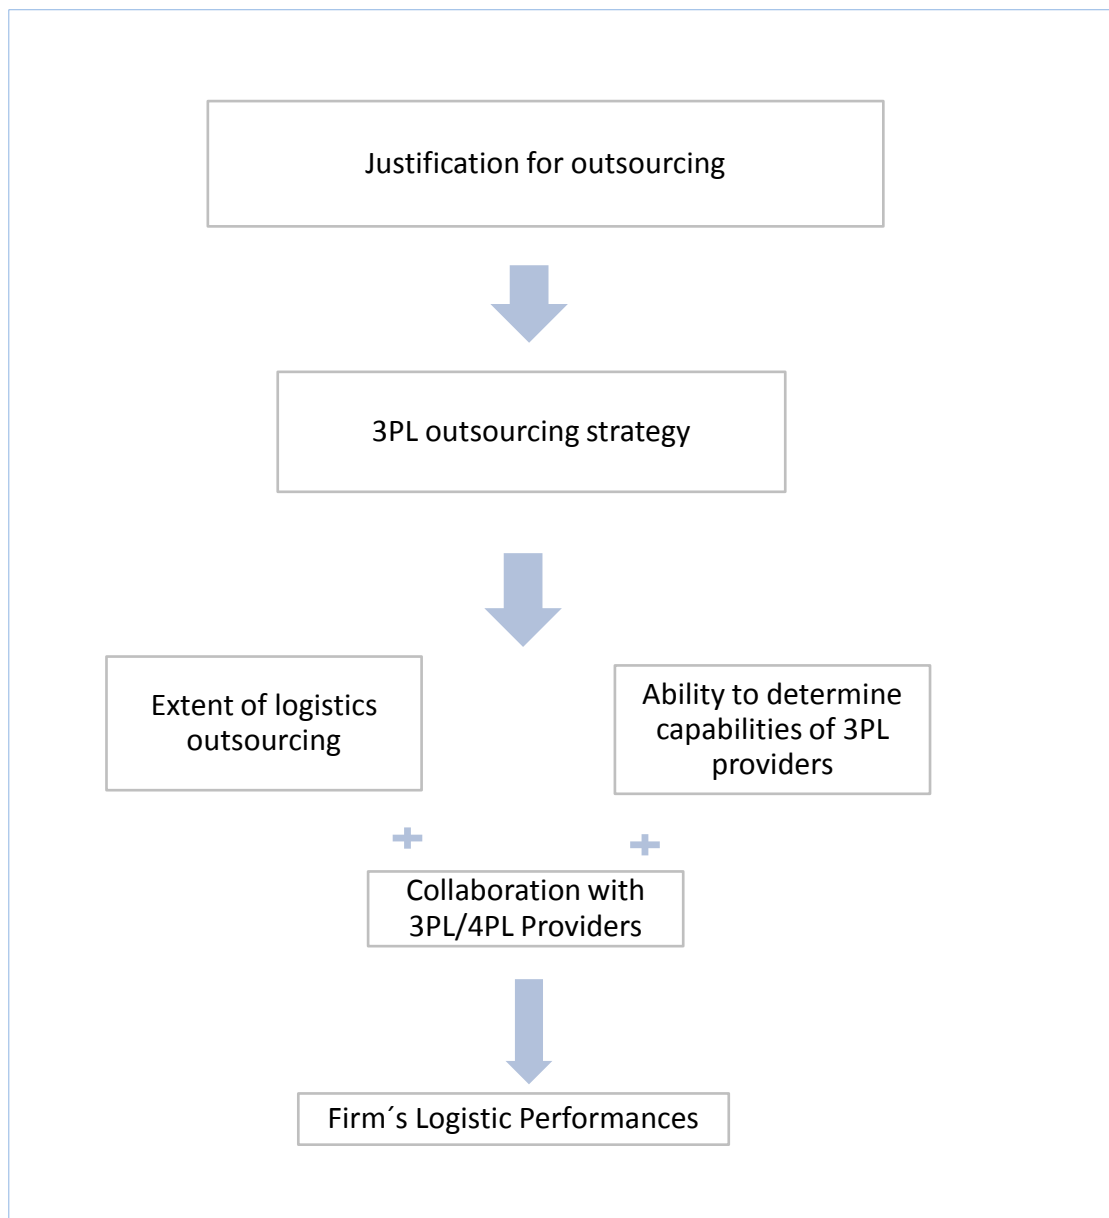 Justification for outsourcing
3PL outsourcing strategy
Extent of logistics
outsourcing
Ability to determine
capabilities of 3PL
providers
Collaboration with
3PL/4PL Providers
Firm´s Logistic Performances